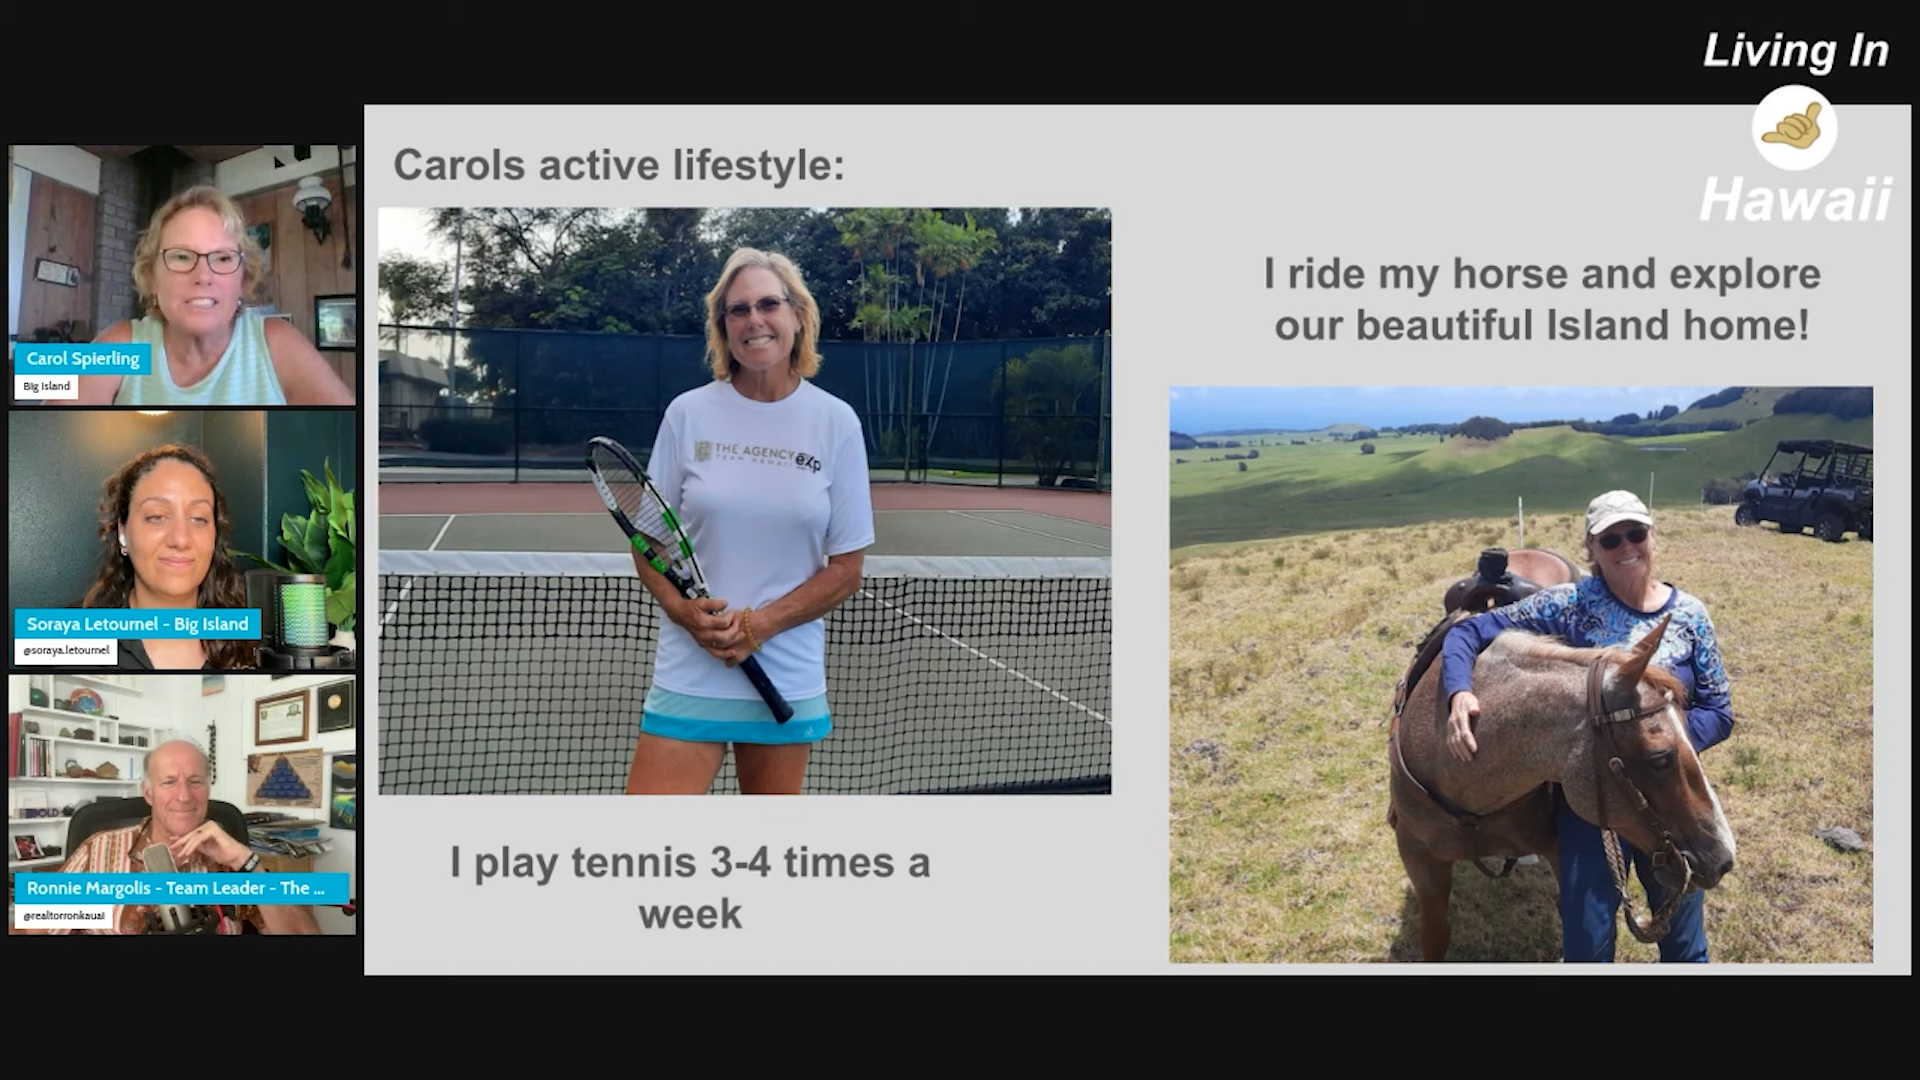 Living In
Hawaii
Carols active lifestyle:
I ride my horse and explore
our beautiful Island home!
THE AGENCY
TEAM HAWAII
exp
I play tennis 3-4 times a
week
Carol Spierling
Big Island
Soraya Letournel - Big Island
@soraya.letournel
Ronnie Margolis - Team Leader - The ...
@realtorronkauai